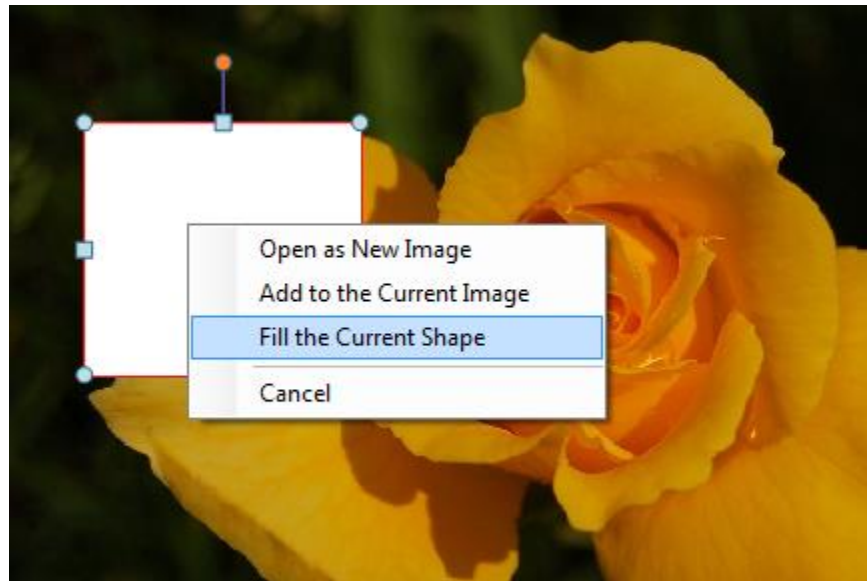 Open as New Image
Add to the Current Image
Fill the Current Shape
Cancel